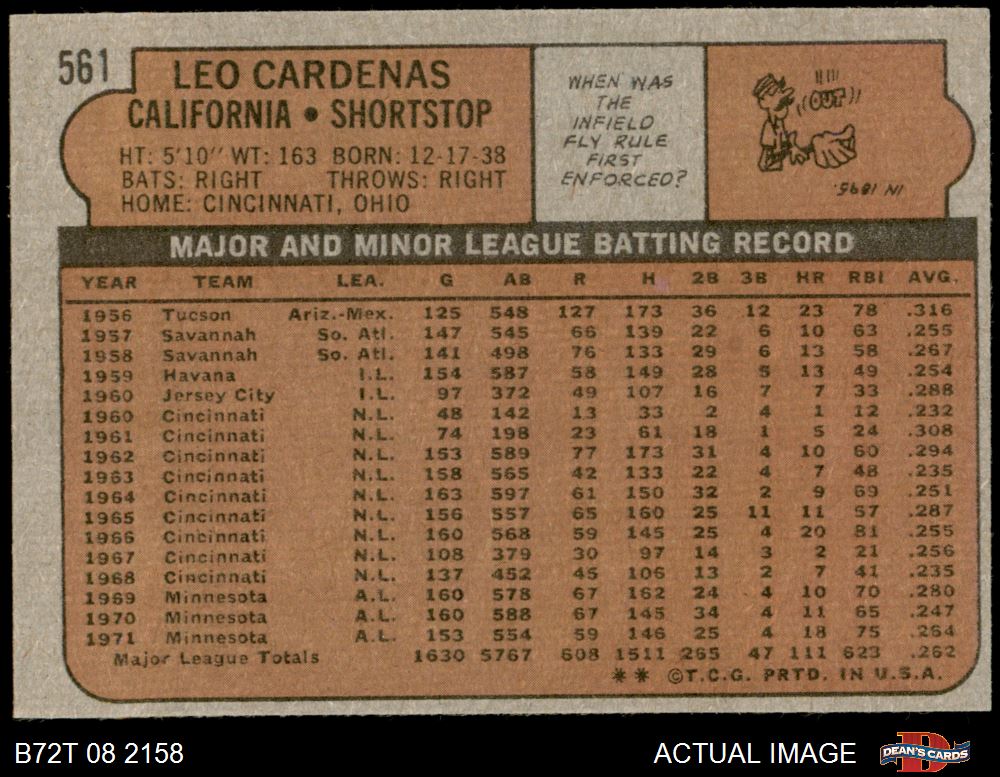 561
LEO CARDENAS
CALIFORNIA • SHORTSTOP
HT: 5'10" WT: 163 BORN: 12-17-38
BATS: RIGHT THROWS: RIGHT
HOME: CINCINNATI, OHIO
WHEN WAS
THE
INFIELD
FLY RULE
FIRST
ENFORCED?
!!!!
((OUT))
IN 1895.
MAJOR AND MINOR LEAGUE BATTING RECORD
YEAR TEAM LEA. G AB R H 2B 3B HR RBI AVG.
1956 Tucson Ariz.-Mex. 125 548 127 173 36 12 23 78 .316
1957 Savannah So. Atl. 147 545 66 139 22 6 10 63 .255
1958 Savannah So. Atl. 141 498 76 133 29 6 13 58 .267
1959 Havana I.L. 154 587 58 149 28 5 13 49 .254
1960 Jersey City I.L. 97 372 49 107 16 7 7 33 .288
1960 Cincinnati N.L. 48 142 13 33 2 4 1 12 .232
1961 Cincinnati N.L. 74 198 23 61 18 1 5 24 .308
1962 Cincinnati N.L. 153 589 77 173 31 4 10 60 .294
1963 Cincinnati N.L. 158 565 42 133 22 4 7 48 .235
1964 Cincinnati N.L. 163 597 61 150 32 2 9 69 .251
1965 Cincinnati N.L. 156 557 65 160 25 11 11 57 .287
1966 Cincinnati N.L. 160 568 59 145 25 4 20 81 .255
1967 Cincinnati N.L. 108 379 30 97 14 3 2 21 .256
1968 Cincinnati N.L. 137 452 45 106 13 2 7 41 .235
1969 Minnesota A.L. 160 578 67 162 24 4 10 70 .280
1970 Minnesota A.L. 160 588 67 145 34 4 11 65 .247
1971 Minnesota A.L. 153 554 59 146 25 4 18 75 .264
Major League Totals 1630 5767 608 1511 265 47 111 623 .262
** ©T.C.G. PRTD. IN U.S.A.
B72T 08 2158 ACTUAL IMAGE DEAN'S CARDS